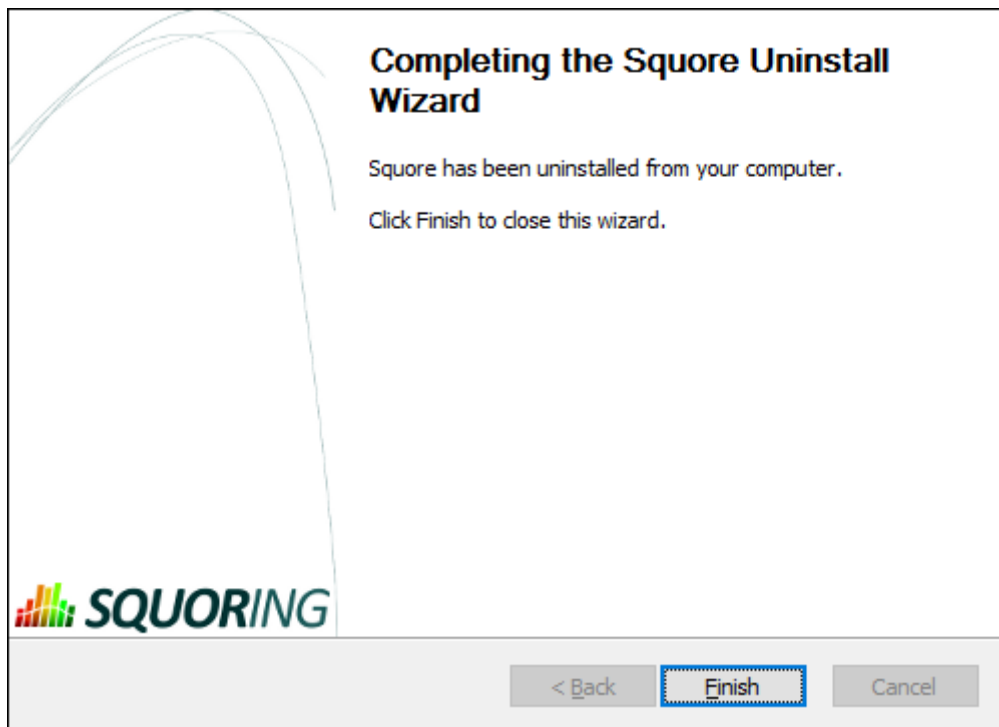 Completing the Squore Uninstall
Wizard
Squore has been uninstalled from your computer.
Click Finish to close this wizard.
SQUORING
< Back
Finish
Cancel